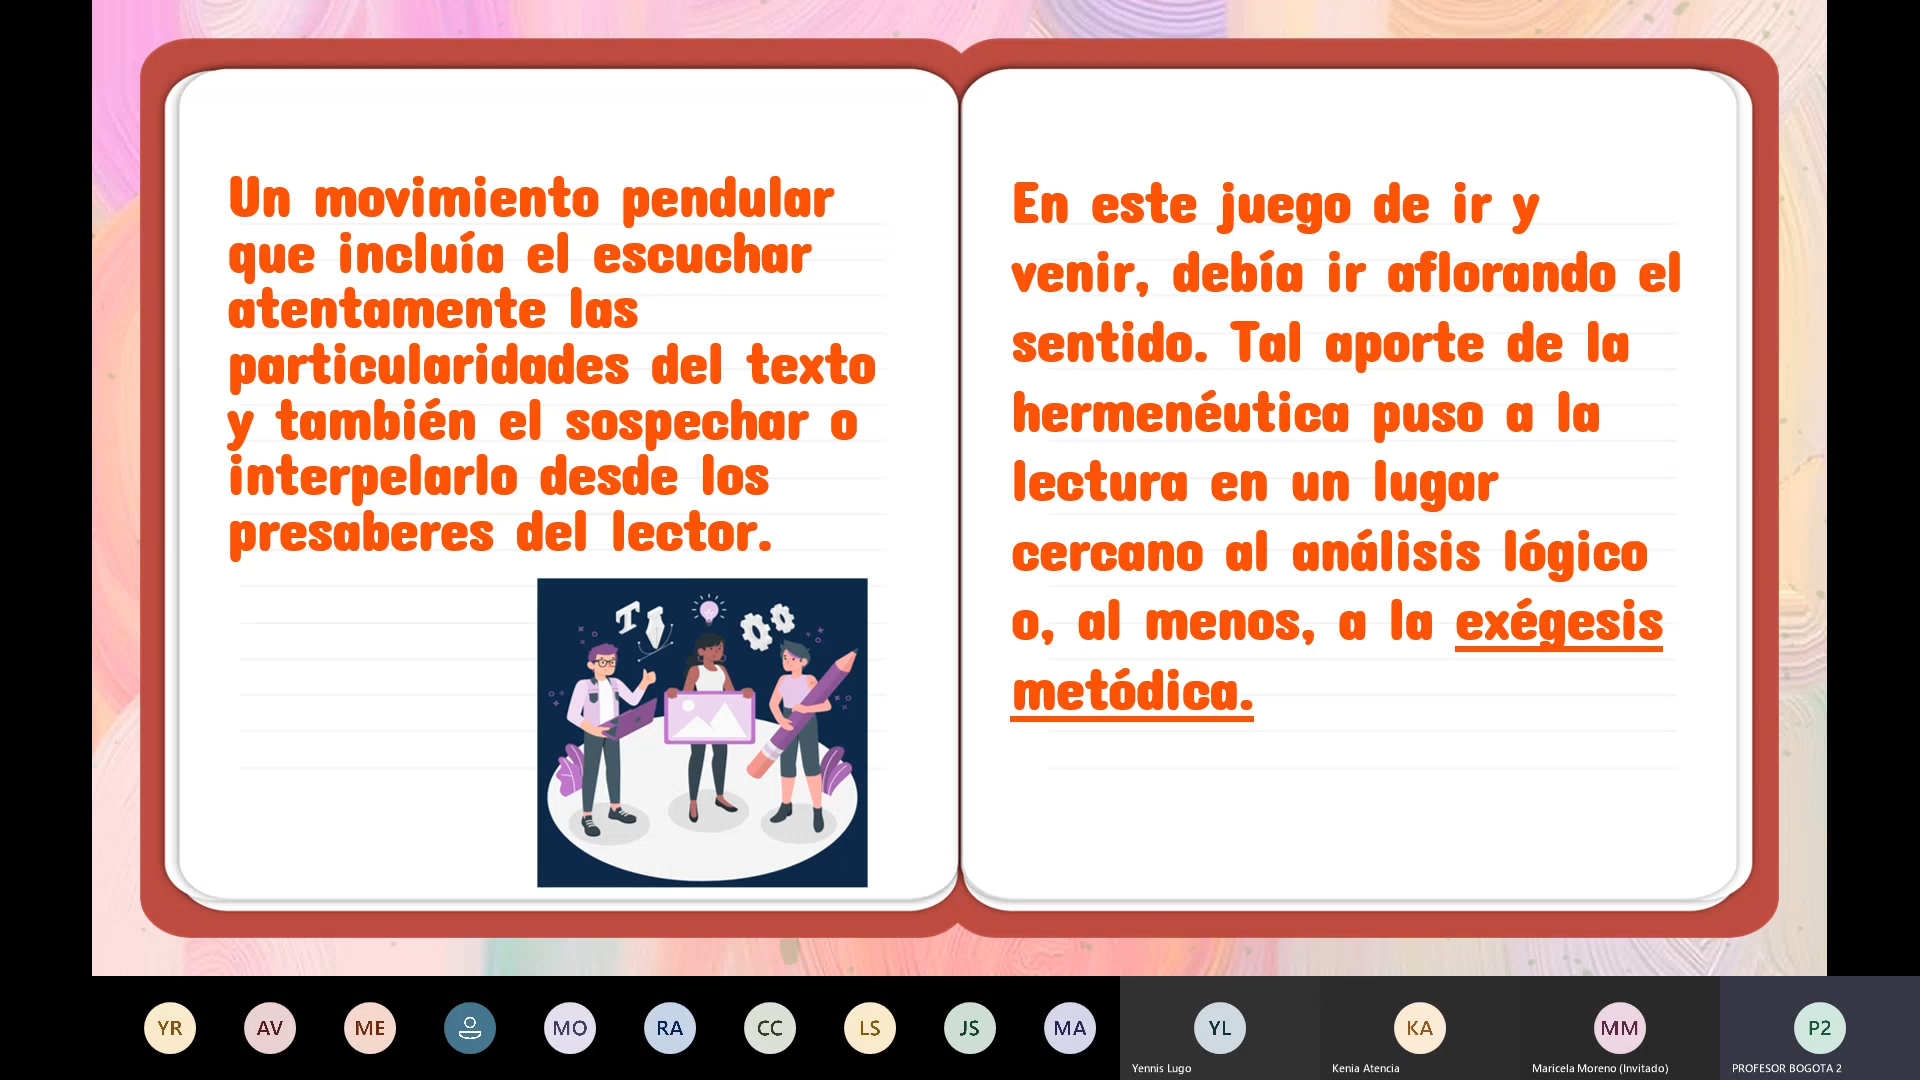 Un movimiento pendular
que incluía el escuchar
atentamente las
particularidades del texto
y también el sospechar o
interpelarlo desde los
presaberes del lector.
En este juego de ir y
venir, debía ir aflorando el
sentido. Tal aporte de la
hermenéutica puso a la
lectura en un lugar
cercano al análisis lógico
o, al menos, a la exégesis
metódica.
T
YR
AV
ME
MO
RA
CC
LS
JS
MA
YL
KA
MM
P2
Yennis Lugo
Kenia Atencia
Maricela Moreno (Invitado)
PROFESOR BOGOTA 2